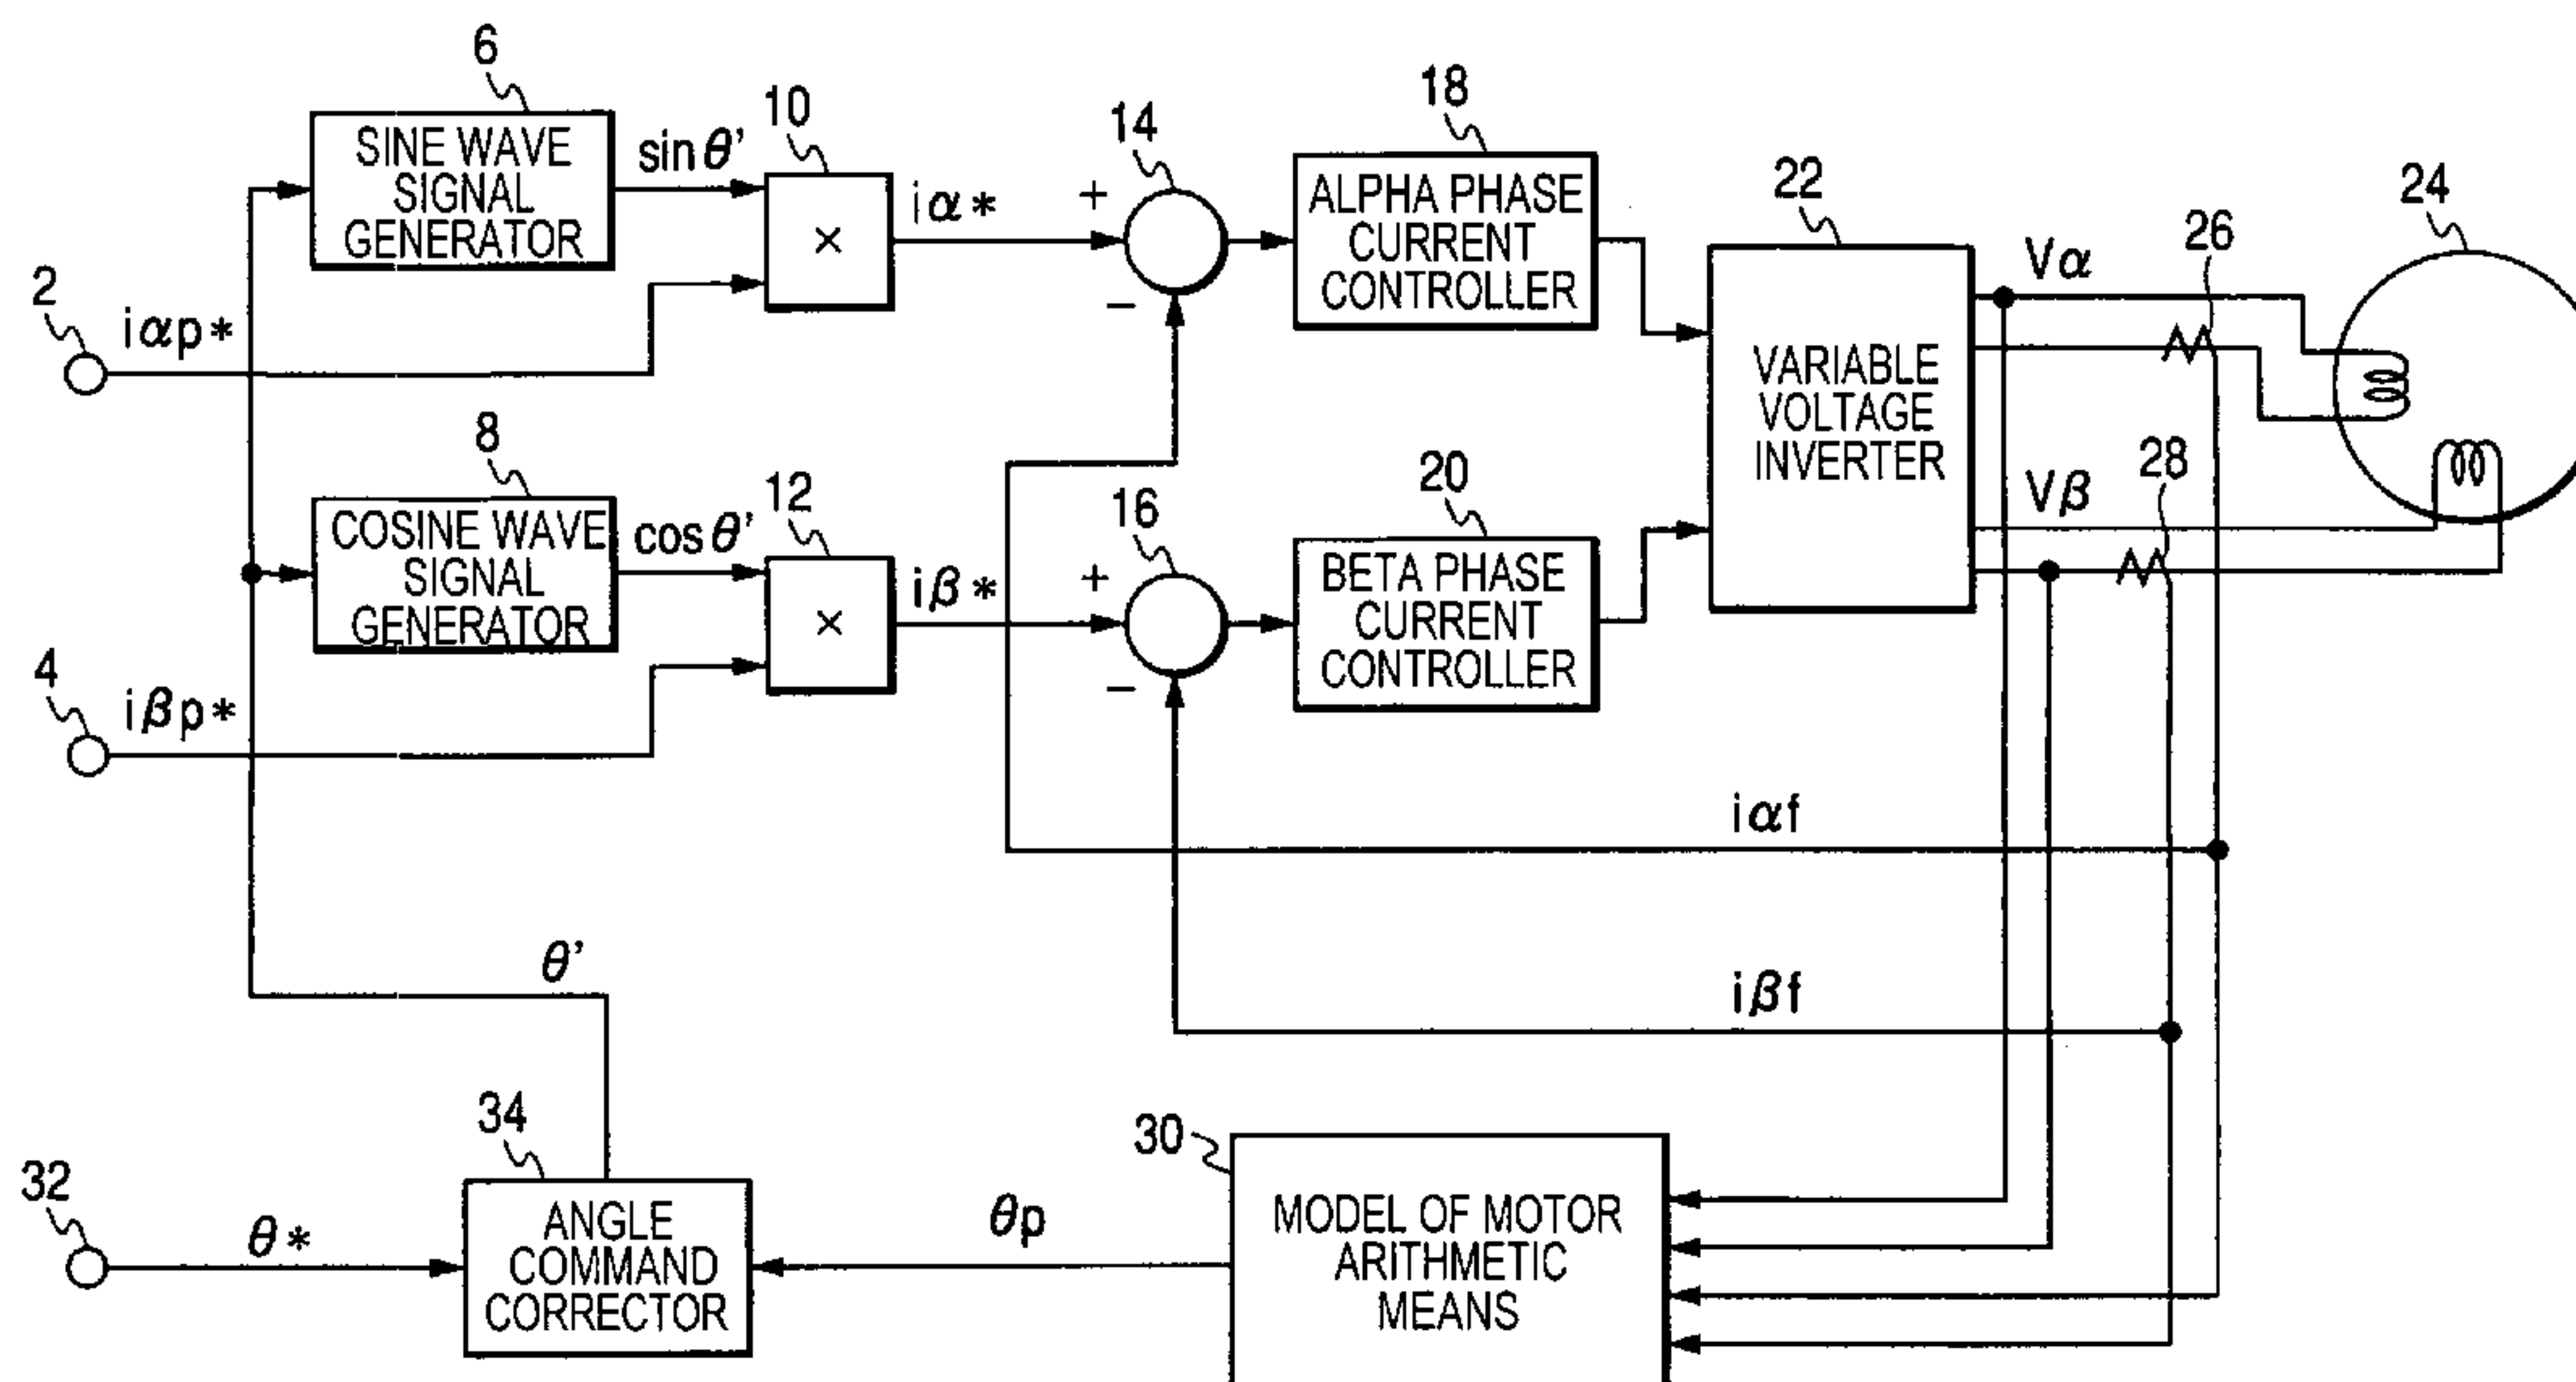 6
SINE WAVE
SIGNAL
GENERATOR
sinθ'
10
×
iα*
14
+
−
18
ALPHA PHASE
CURRENT
CONTROLLER
22
VARIABLE
VOLTAGE
INVERTER
Vα
26
24
2
iαp*
8
COSINE WAVE
SIGNAL
GENERATOR
cosθ'
12
×
iβ*
16
+
−
20
BETA PHASE
CURRENT
CONTROLLER
Vβ
28
4
iβp*
iαf
iβf
θ'
34
ANGLE
COMMAND
CORRECTOR
32
θ*
θp
30
MODEL OF MOTOR
ARITHMETIC
MEANS